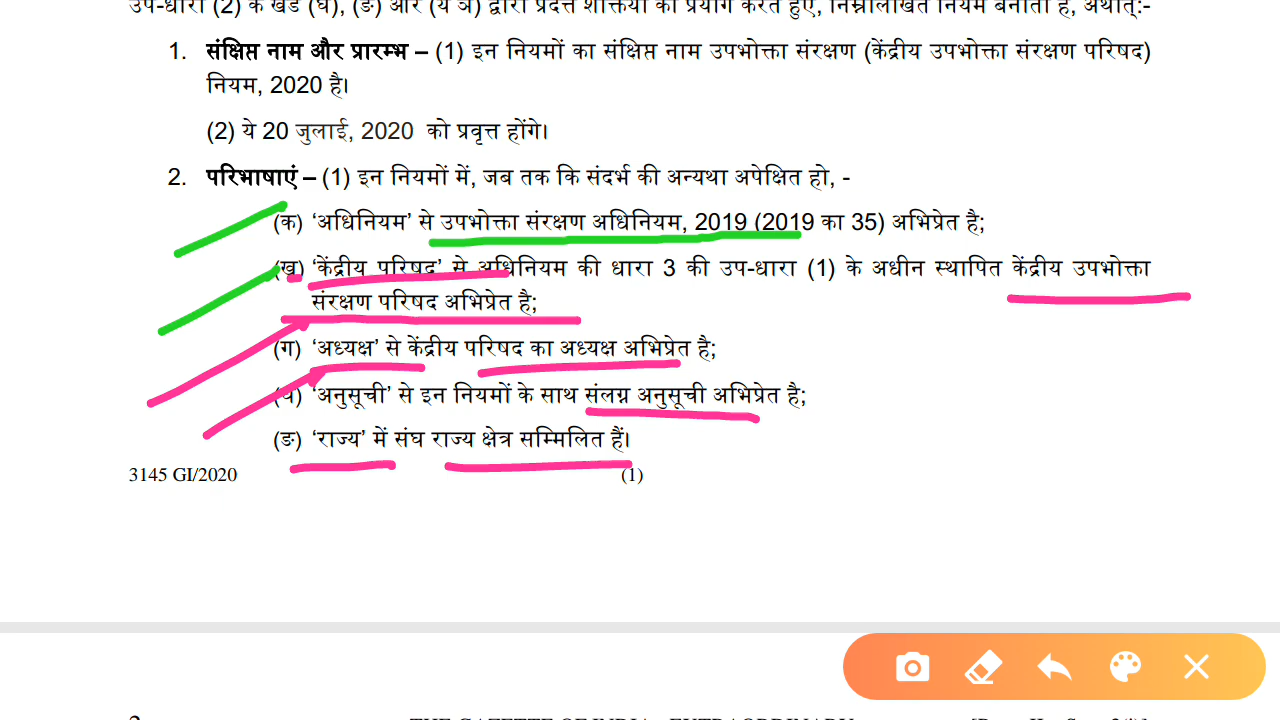 उप-धारा (2) के खंड (घ), (ङ) और (य ञ) द्वारा प्रदत्त शक्तियों का प्रयोग करते हुए, निम्नलिखित नियम बनाती है, अर्थात्:-
1. संक्षिप्त नाम और प्रारम्भ – (1) इन नियमों का संक्षिप्त नाम उपभोक्ता संरक्षण (केंद्रीय उपभोक्ता संरक्षण परिषद)
नियम, 2020 है।
(2) ये 20 जुलाई, 2020 को प्रवृत्त होंगे।
2. परिभाषाएं – (1) इन नियमों में, जब तक कि संदर्भ की अन्यथा अपेक्षित हो, -
(क) ‘अधिनियम’ से उपभोक्ता संरक्षण अधिनियम, 2019 (2019 का 35) अभिप्रेत है;
(ख) ‘केंद्रीय परिषद’ से अधिनियम की धारा 3 की उप-धारा (1) के अधीन स्थापित केंद्रीय उपभोक्ता
संरक्षण परिषद अभिप्रेत है;
(ग) ‘अध्यक्ष’ से केंद्रीय परिषद का अध्यक्ष अभिप्रेत है;
(घ) ‘अनुसूची’ से इन नियमों के साथ संलग्न अनुसूची अभिप्रेत है;
(ङ) ‘राज्य’ में संघ राज्य क्षेत्र सम्मिलित हैं।
3145 GI/2020 (1)
2 THE GAZETTE OF INDIA : EXTRAORDINARY